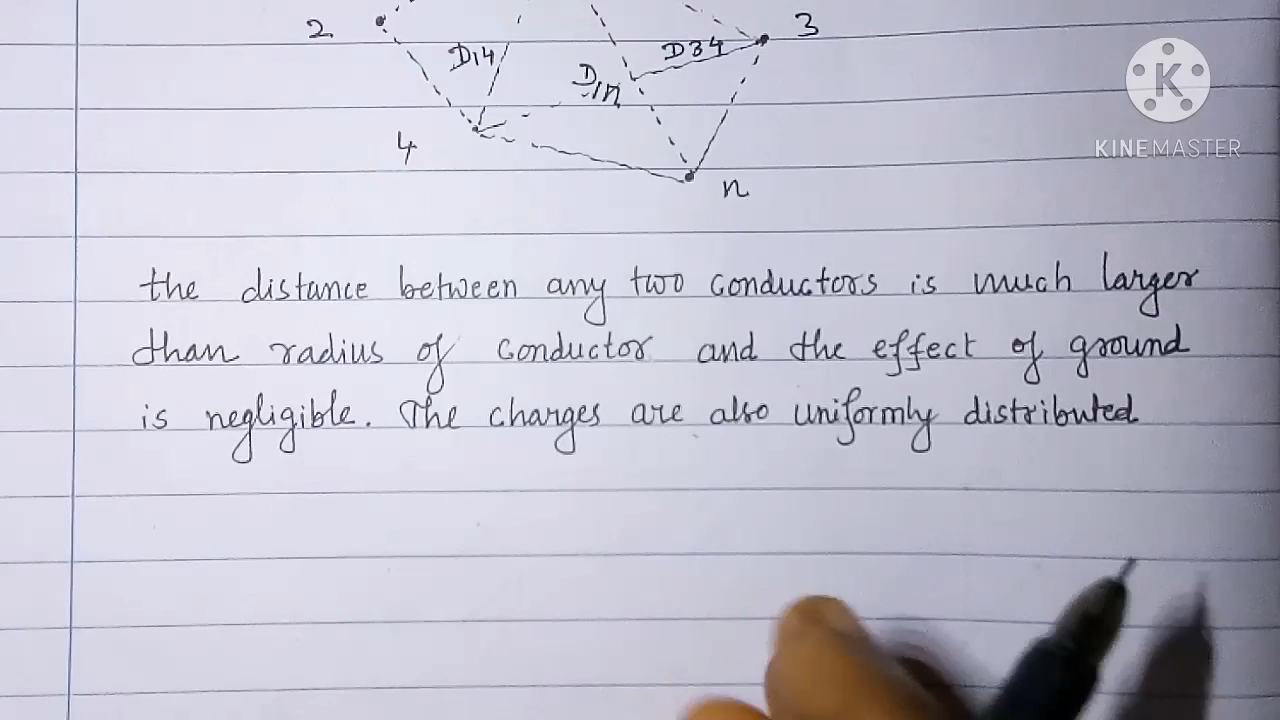 2
3
D14
D34
D1n
K
4
KINEMASTER
n
the distance between any two conductors is much larger
than radius of conductor and the effect of ground
is negligible. The charges are also uniformly distributed